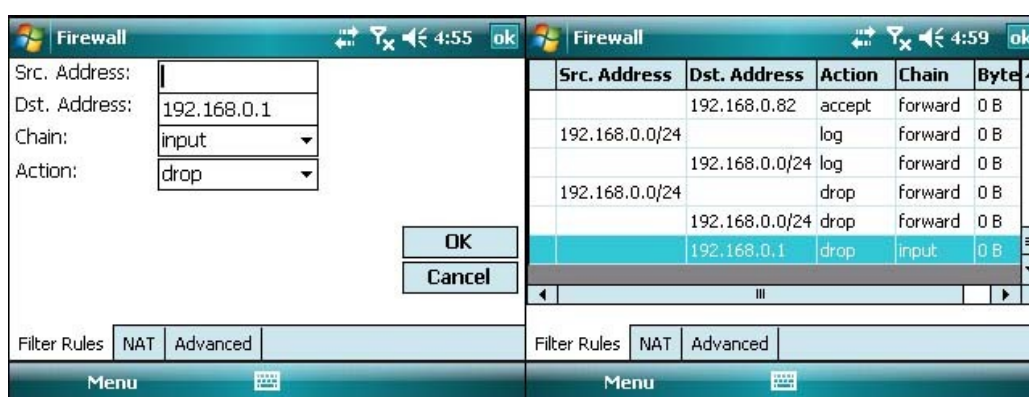 Firewall 4:55 ok
Src. Address:
Dst. Address: 192.168.0.1
Chain: input
Action: drop
OK
Cancel
Filter Rules NAT Advanced
Menu
Firewall 4:59 ok
Src. Address Dst. Address Action Chain Byte
192.168.0.82 accept forward 0 B
192.168.0.0/24 log forward 0 B
192.168.0.0/24 log forward 0 B
192.168.0.0/24 drop forward 0 B
192.168.0.0/24 drop forward 0 B
192.168.0.1 drop input 0 B
Filter Rules NAT Advanced
Menu